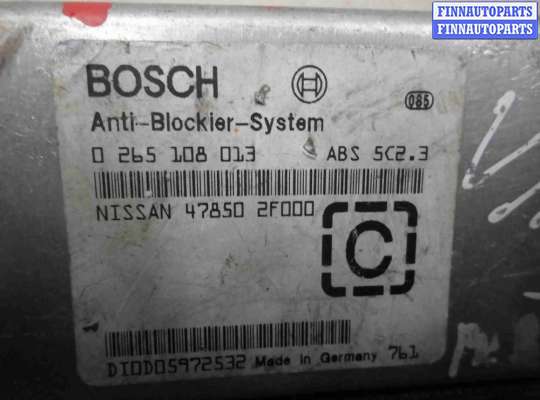 FINNAUTOPARTS
FINNAUTOPARTS
BOSCH
085
Anti-Blockier-System
0 265 108 013 ABS 5C2.3
NISSAN 47850 2F000
C
DIOD05972532 Made in Germany 761